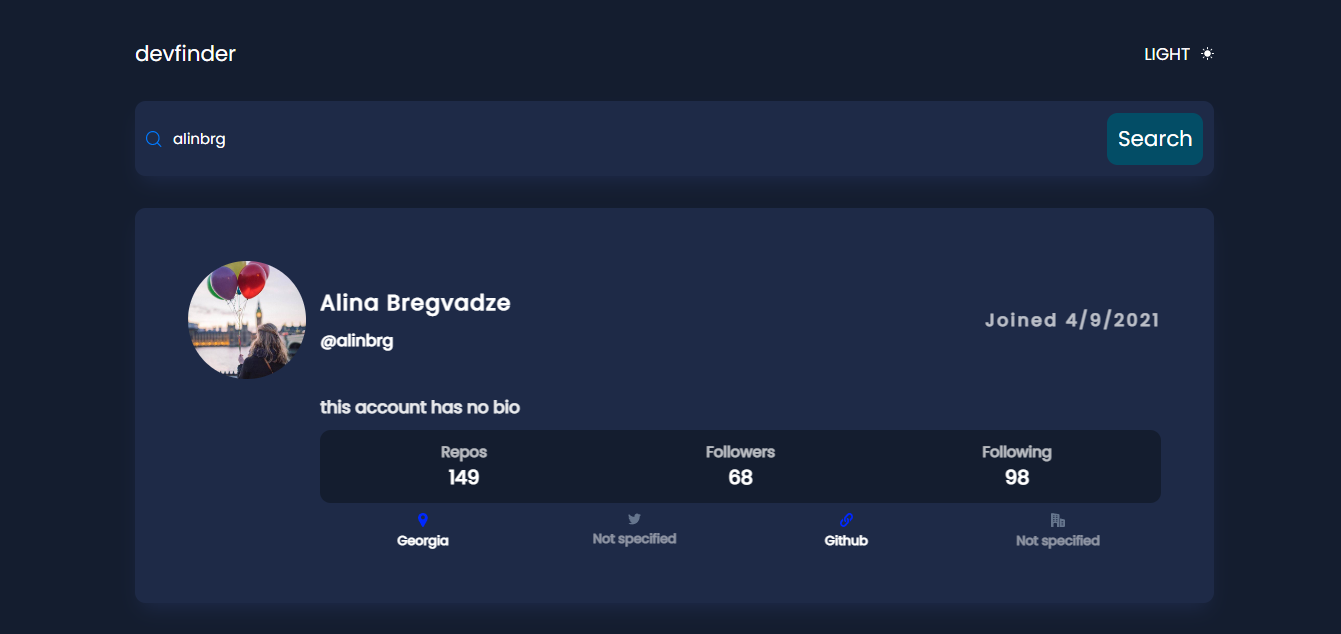 devfinder
LIGHT
alinbrg
Search
Alina Bregvadze
@alinbrg
Joined 4/9/2021
this account has no bio
Repos
149
Followers
68
Following
98
Georgia
Not specified
Github
Not specified